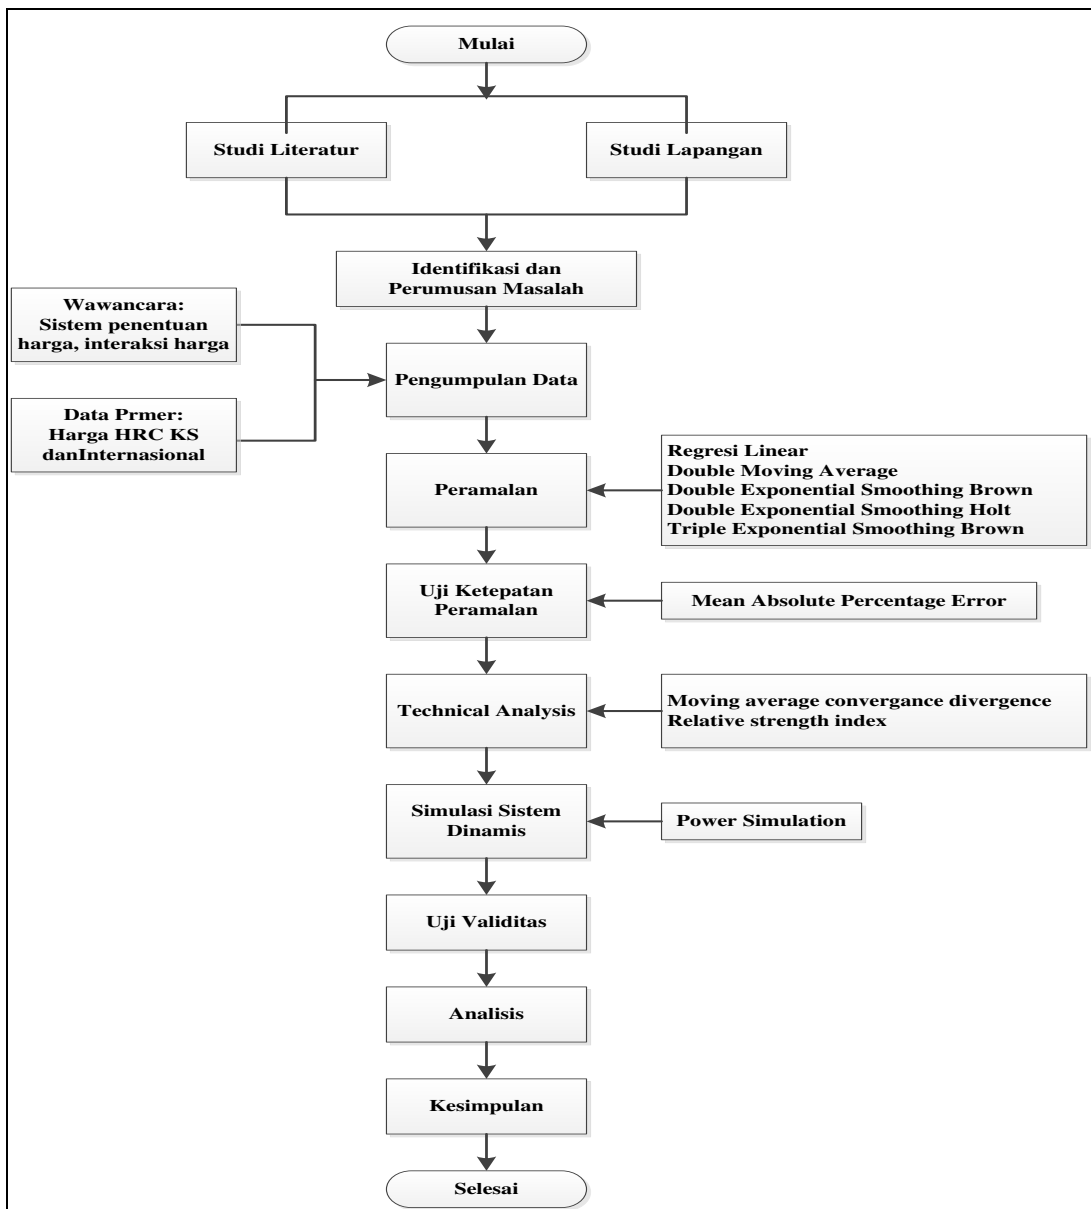 Mulai
Studi Literatur
Studi Lapangan
Identifikasi dan
Perumusan Masalah
Wawancara:
Sistem penentuan
harga, interaksi harga
Pengumpulan Data
Data Prmer:
Harga HRC KS
danInternasional
Peramalan
Regresi Linear
Double Moving Average
Double Exponential Smoothing Brown
Double Exponential Smoothing Holt
Triple Exponential Smoothing Brown
Uji Ketepatan
Peramalan
Mean Absolute Percentage Error
Technical Analysis
Moving average convergance divergence
Relative strength index
Simulasi Sistem
Dinamis
Power Simulation
Uji Validitas
Analisis
Kesimpulan
Selesai